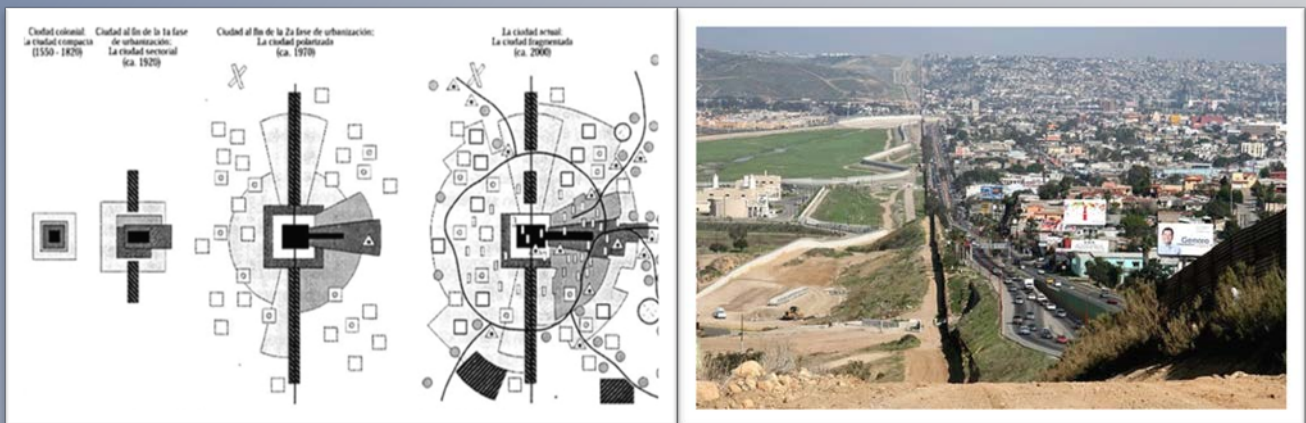 Ciudad colonial:
La ciudad compacta
(1550 - 1820)
Ciudad al fin de la 1a fase
de urbanización:
La ciudad sectorial
(ca. 1920)
Ciudad al fin de la 2a fase de urbanización:
La ciudad polarizada
(ca. 1970)
La ciudad actual:
La ciudad fragmentada
(ca. 2000)